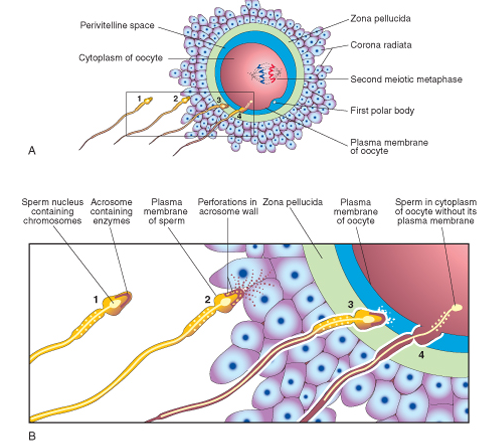 Perivitelline space
Zona pellucida
Corona radiata
Cytoplasm of oocyte
Second meiotic metaphase
First polar body
Plasma membrane
of oocyte
1
2
3
4
A
Sperm nucleus
containing
chromosomes
Acrosome
containing
enzymes
Plasma
membrane
of sperm
Perforations in
acrosome wall
Zona pellucida
Plasma
membrane
of oocyte
Sperm in cytoplasm
of oocyte without its
plasma membrane
1
2
3
4
B